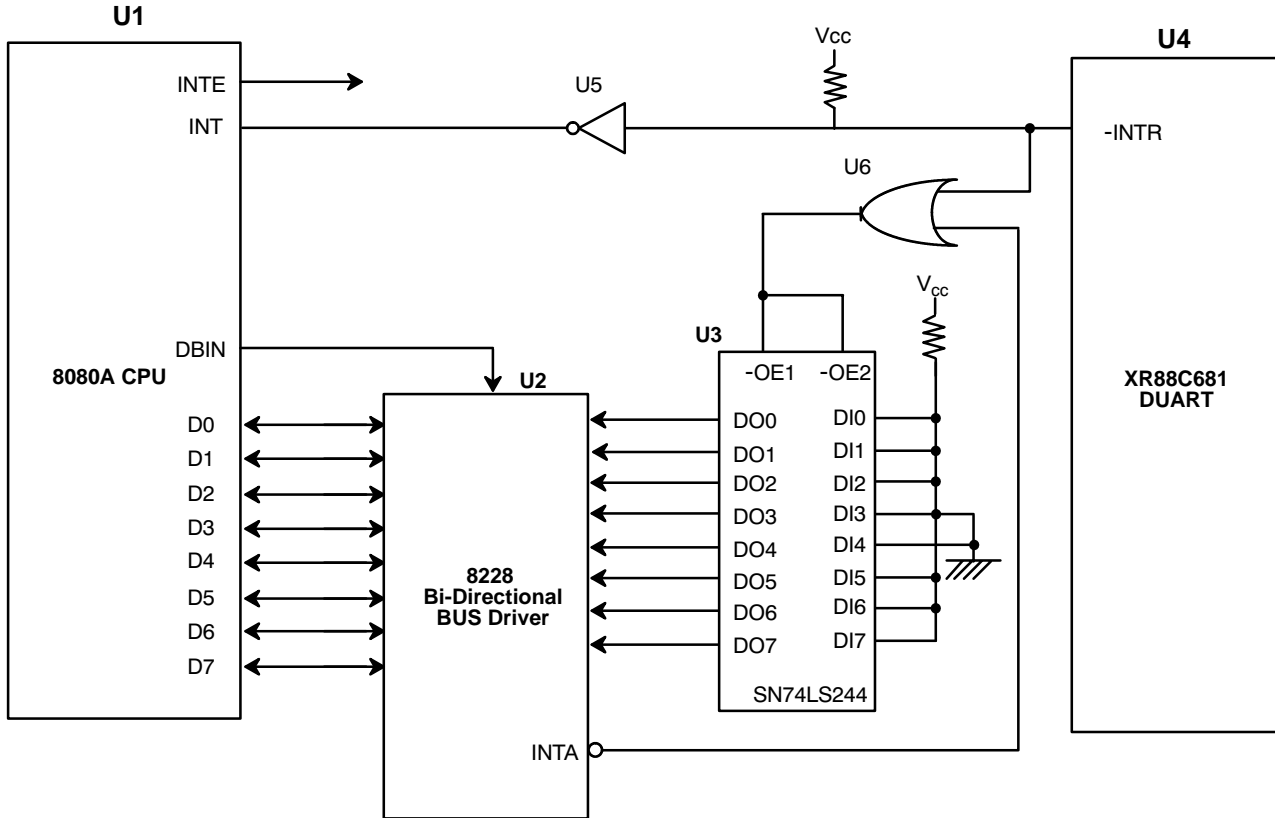 U1
INTE
INT
DBIN
8080A CPU
D0
D1
D2
D3
D4
D5
D6
D7
U5
Vcc
U6
U4
-INTR
XR88C681
DUART
U2
8228
Bi-Directional
BUS Driver
INTA
U3
Vcc
-OE1 -OE2
DO0 DI0
DO1 DI1
DO2 DI2
DO3 DI3
DO4 DI4
DO5 DI5
DO6 DI6
DO7 DI7
SN74LS244